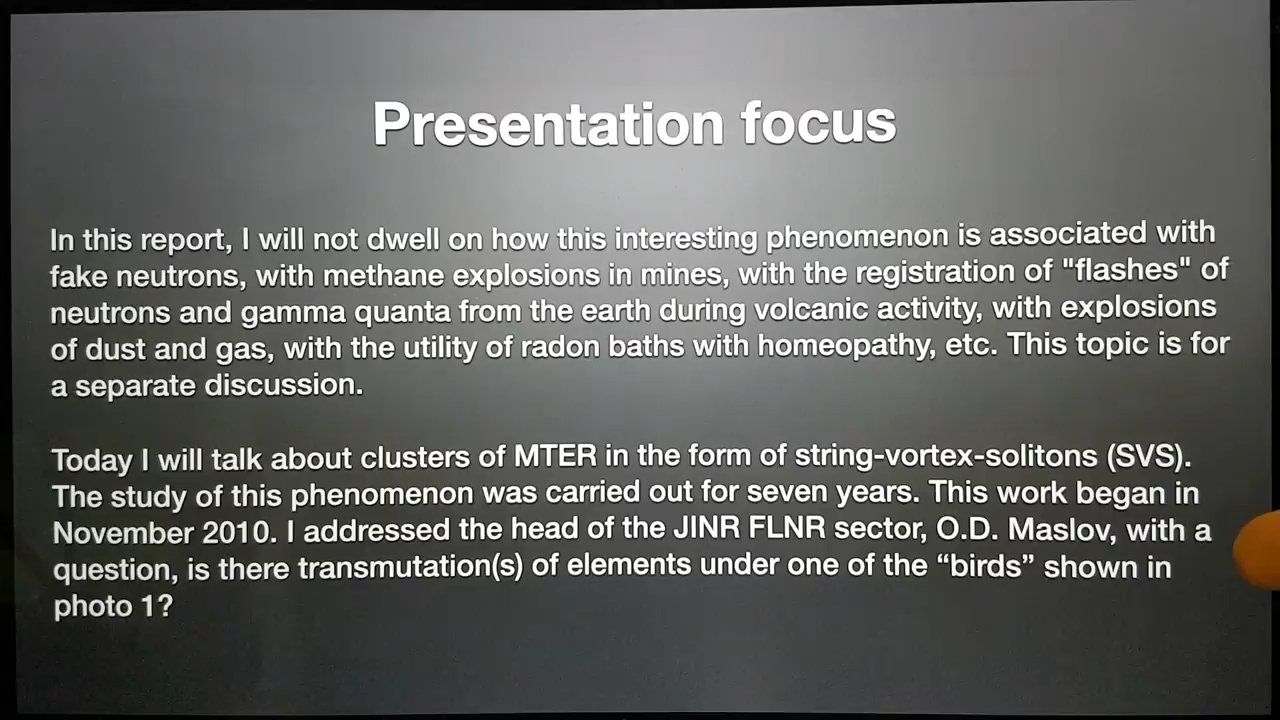 Presentation focus
In this report, I will not dwell on how this interesting phenomenon is associated with
fake neutrons, with methane explosions in mines, with the registration of "flashes" of
neutrons and gamma quanta from the earth during volcanic activity, with explosions
of dust and gas, with the utility of radon baths with homeopathy, etc. This topic is for
a separate discussion.
Today I will talk about clusters of MTER in the form of string-vortex-solitons (SVS).
The study of this phenomenon was carried out for seven years. This work began in
November 2010. I addressed the head of the JINR FLNR sector, O.D. Maslov, with a
question, is there transmutation(s) of elements under one of the “birds” shown in
photo 1?